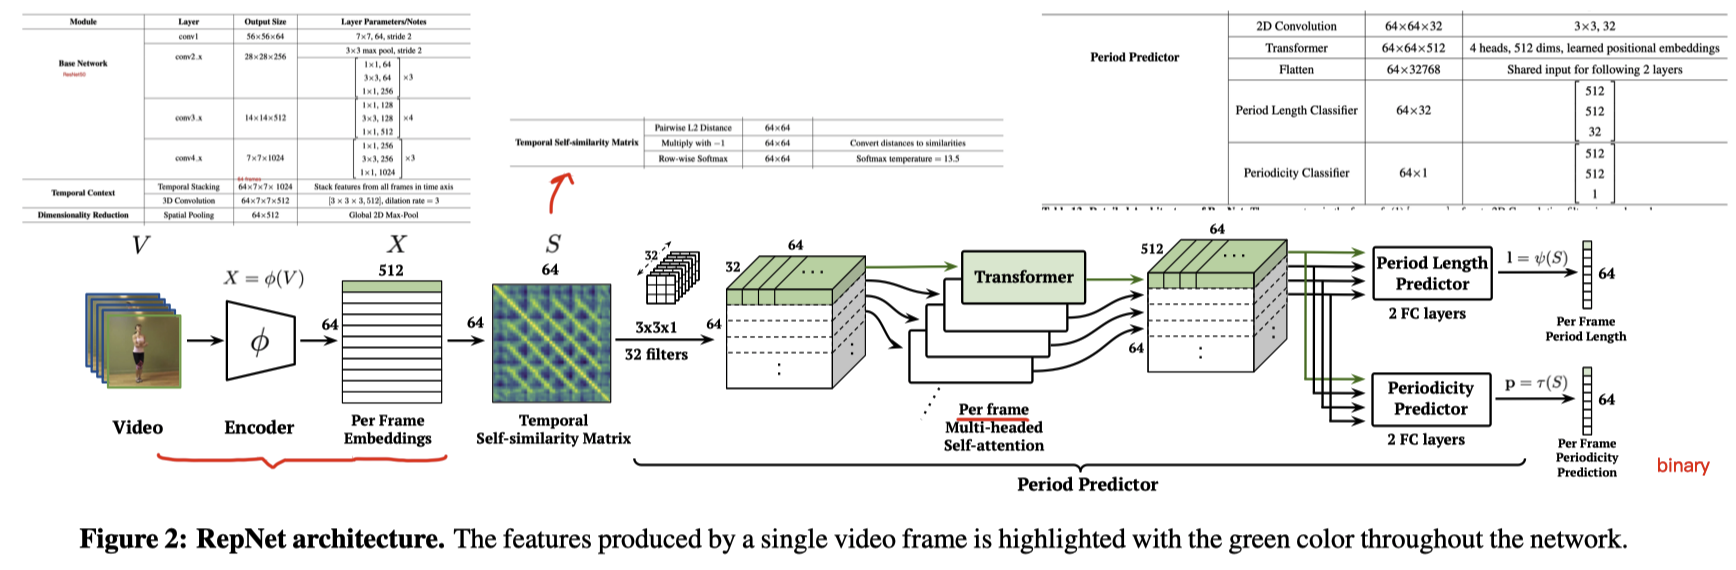 Module Layer Output Size Layer Parameters/Notes
Base Network
ResNet50
conv1 56×56×64 7×7, 64, stride 2
conv2_x 28×28×256 3×3 max pool, stride 2
1×1, 64
3×3, 64 ×3
1×1, 256
conv3_x 14×14×512
1×1, 128
3×3, 128 ×4
1×1, 512
conv4_x 7×7×1024
1×1, 256
3×3, 256 ×3
1×1, 1024
64 frames
Temporal Context
Temporal Stacking 64×7×7× 1024 Stack features from all frames in time axis
3D Convolution 64×7×7×512 [3 × 3 × 3, 512], dilation rate = 3
Dimensionality Reduction Spatial Pooling 64×512 Global 2D Max-Pool
Temporal Self-similarity Matrix
Pairwise L2 Distance 64×64
Multiply with −1 64×64 Convert distances to similarities
Row-wise Softmax 64×64 Softmax temperature = 13.5
Period Predictor
2D Convolution 64×64×32 3×3, 32
Transformer 64×64×512 4 heads, 512 dims, learned positional embeddings
Flatten 64×32768 Shared input for following 2 layers
Period Length Classifier 64×32
512
512
32
Periodicity Classifier 64×1
512
512
1
V
X = ϕ(V)
ϕ
64
X
512
64
S
64
32
3x3x1
32 filters
64
32
64
Transformer
512
64
64
Period Length
Predictor
2 FC layers
l = ψ(S)
64
Per Frame
Period Length
Periodicity
Predictor
2 FC layers
p = τ(S)
64
Per Frame
Periodicity
Prediction
binary
Video
Encoder
Per Frame
Embeddings
Temporal
Self-similarity Matrix
Per frame
Multi-headed
Self-attention
Period Predictor
Figure 2: RepNet architecture. The features produced by a single video frame is highlighted with the green color throughout the network.